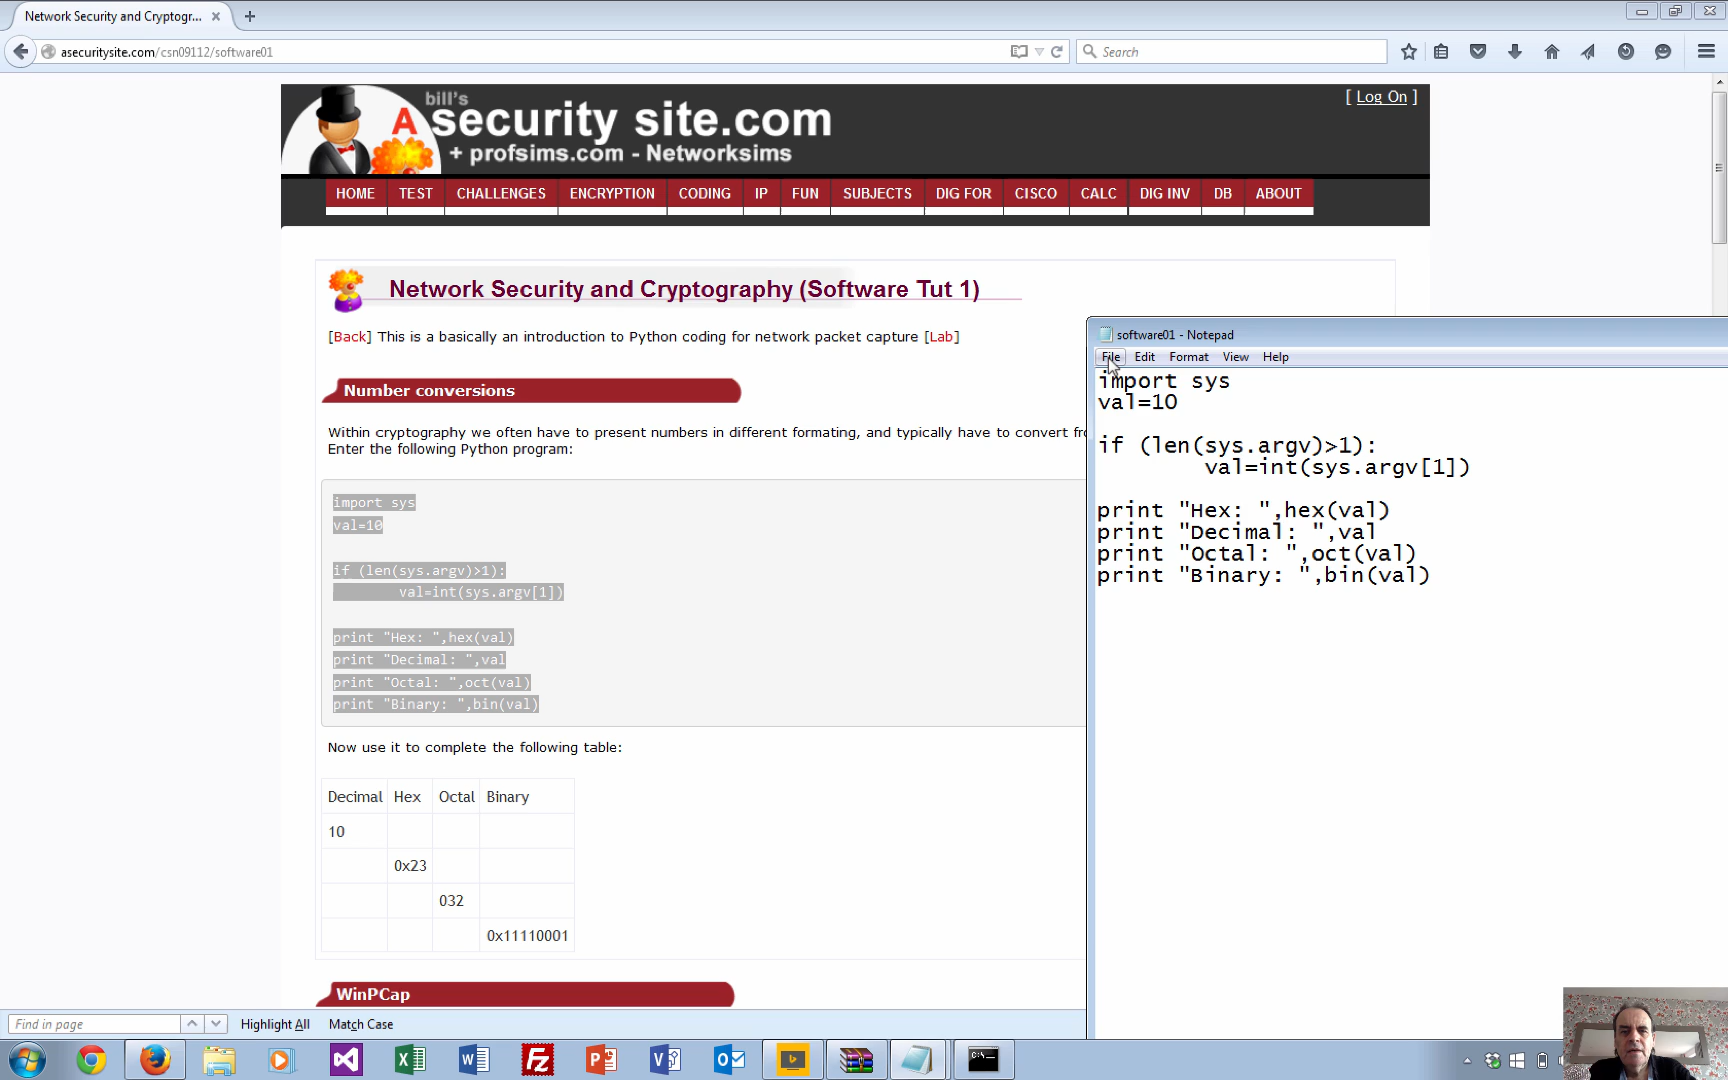 Network Security and Cryptogr...
asecuritysite.com/csn09112/software01
Search
bill's
Asecurity site.com
+ profsims.com - Networksims
[ Log On ]
HOME TEST CHALLENGES ENCRYPTION CODING IP FUN SUBJECTS DIG FOR CISCO CALC DIG INV DB ABOUT
Network Security and Cryptography (Software Tut 1)
[Back] This is a basically an introduction to Python coding for network packet capture [Lab]
Number conversions
Within cryptography we often have to present numbers in different formating, and typically have to convert
Enter the following Python program:
import sys
val=10
if (len(sys.argv)>1):
val=int(sys.argv[1])
print "Hex: ",hex(val)
print "Decimal: ",val
print "Octal: ",oct(val)
print "Binary: ",bin(val)
Now use it to complete the following table:
Decimal Hex Octal Binary
10
0x23
032
0x11110001
WinPCap
software01 - Notepad
File Edit Format View Help
import sys
val=10
if (len(sys.argv)>1):
val=int(sys.argv[1])
print "Hex: ",hex(val)
print "Decimal: ",val
print "Octal: ",oct(val)
print "Binary: ",bin(val)
Find in page
Highlight All
Match Case